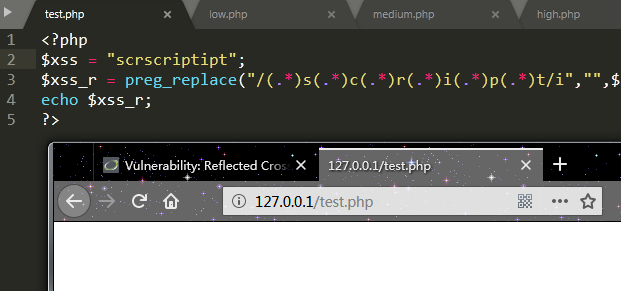 test.php
low.php
medium.php
high.php
1 <?php
2 $xss = "scrscriptipt";
3 $xss_r = preg_replace("/(.*)s(.*)c(.*)r(.*)i(.*)p(.*)t/i","",$
4 echo $xss_r;
5 ?>
Vulnerability: Reflected Cros
127.0.0.1/test.php
127.0.0.1/test.php